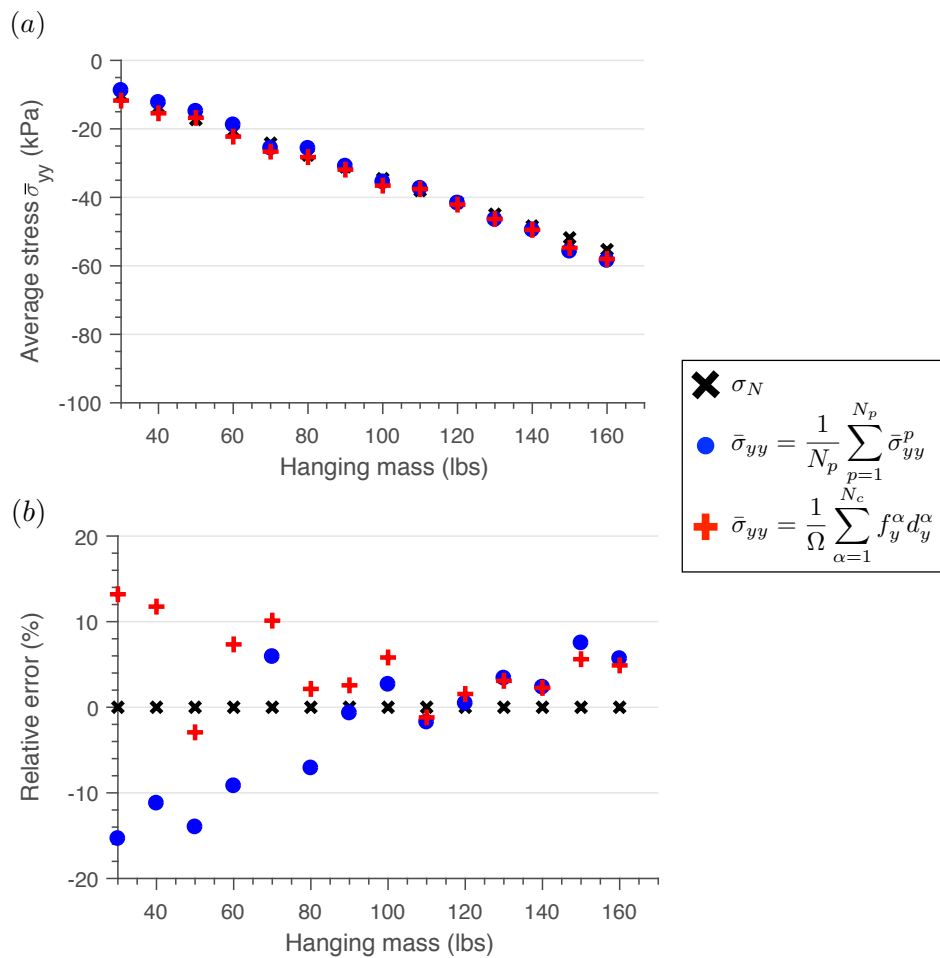 (a)
0
-20
-40
-60
-80
-100
Average stress σ̄yy (kPa)
40 60 80 100 120 140 160
Hanging mass (lbs)
σN
σ̄yy = 1/Np ∑p=1^Np σ̄^p_yy
σ̄yy = 1/Ω ∑α=1^Nc f^α_y d^α_y
(b)
20
10
0
-10
-20
Relative error (%)
40 60 80 100 120 140 160
Hanging mass (lbs)